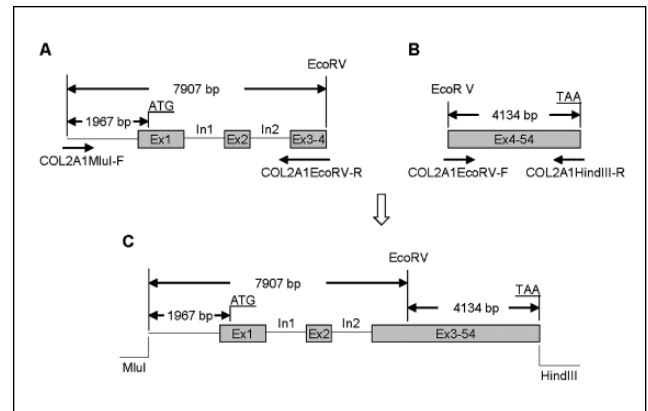 A
EcoRV
7907 bp
ATG
1967 bp
In1
In2
Ex1
Ex2
Ex3-4
COL2A1MluI-F
COL2A1EcoRV-R
B
EcoR V
TAA
4134 bp
Ex4-54
COL2A1EcoRV-F
COL2A1HindIII-R
C
EcoRV
7907 bp
ATG
TAA
1967 bp
4134 bp
In1
In2
Ex1
Ex2
Ex3-54
MluI
HindIII